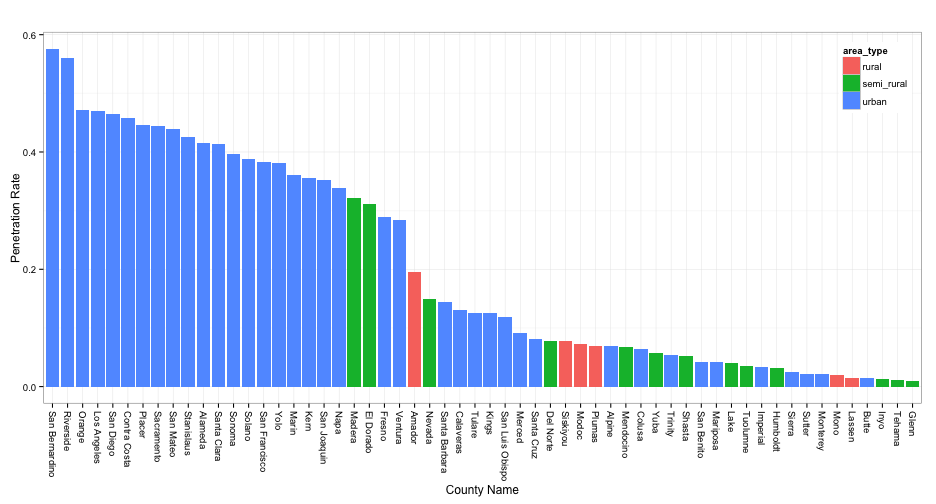 0.6
0.4
0.2
0.0
Penetration Rate
area_type
rural
semi_rural
urban
San Bernardino
Riverside
Orange
Los Angeles
San Diego
Contra Costa
Placer
Sacramento
San Mateo
Stanislaus
Alameda
Santa Clara
Sonoma
Solano
San Francisco
Yolo
Marin
Kern
San Joaquin
Napa
Madera
El Dorado
Fresno
Ventura
Amador
Nevada
Santa Barbara
Calaveras
Tulare
Kings
San Luis Obispo
Merced
Santa Cruz
Del Norte
Siskiyou
Modoc
Plumas
Alpine
Mendocino
Colusa
Yuba
Trinity
Shasta
San Benito
Mariposa
Lake
Tuolumne
Imperial
Humboldt
Sierra
Sutter
Monterey
Mono
Lassen
Butte
Inyo
Tehama
Glenn
County Name